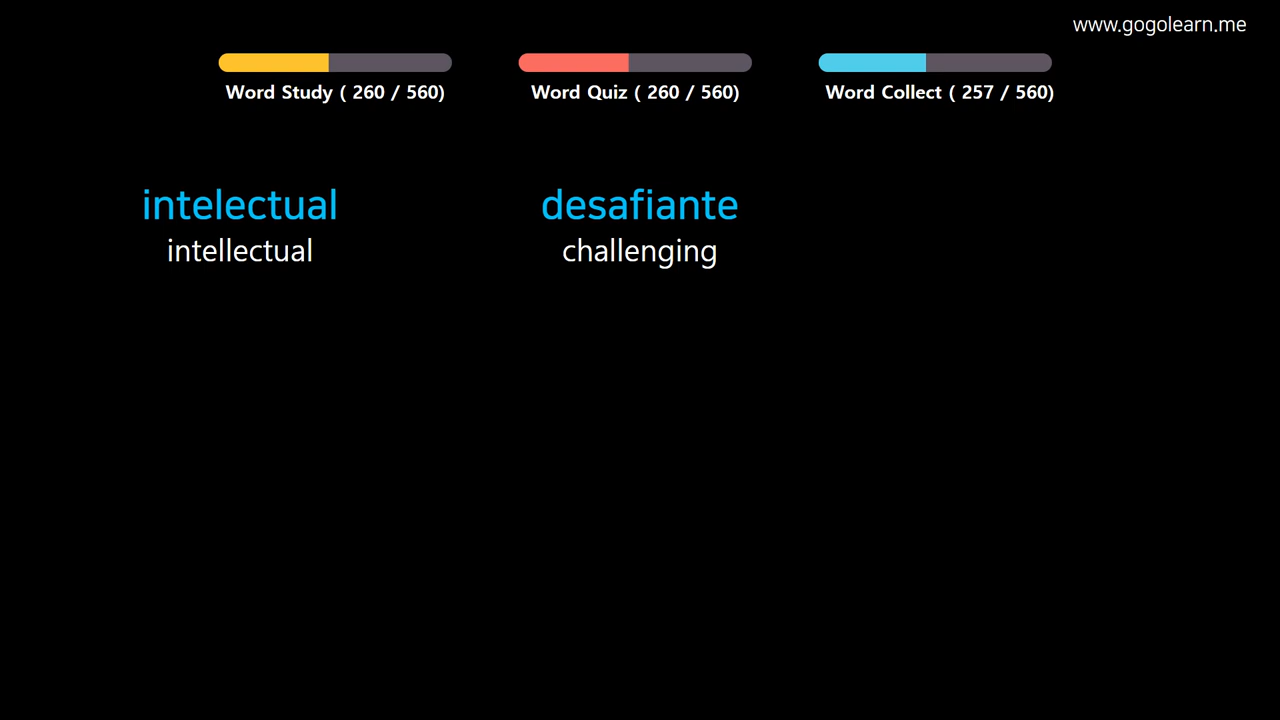 www.gogolearn.me
Word Study ( 260 / 560)
Word Quiz ( 260 / 560)
Word Collect ( 257 / 560)
intelectual
intellectual
desafiante
challenging